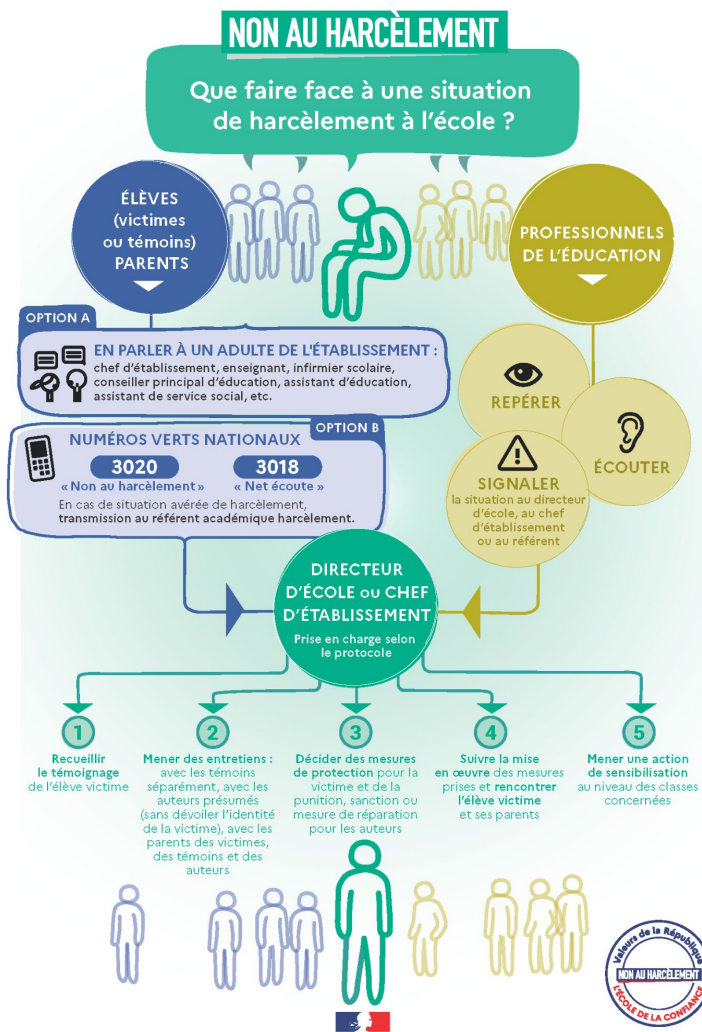 NON AU HARCÈLEMENT
Que faire face à une situation
de harcèlement à l'école ?
ÉLÈVES
(victimes
ou témoins)
PARENTS
PROFESSIONNELS
DE L'ÉDUCATION
OPTION A
EN PARLER À UN ADULTE DE L'ÉTABLISSEMENT :
chef d'établissement, enseignant, infirmier scolaire,
conseiller principal d'éducation, assistant d'éducation,
assistant de service social, etc.
OPTION B
NUMÉROS VERTS NATIONAUX
3020
« Non au harcèlement »
3018
« Net écoute »
En cas de situation avérée de harcèlement,
transmission au référent académique harcèlement.
REPÉRER
ÉCOUTER
SIGNALER
la situation au directeur
d'école, au chef
d'établissement
ou au référent
DIRECTEUR
D'ÉCOLE OU CHEF
D'ÉTABLISSEMENT
Prise en charge selon
le protocole
1
Recueillir
le témoignage
de l'élève victime
2
Mener des entretiens :
avec les témoins
séparément, avec les
auteurs présumés
(sans dévoiler l'identité
de la victime), avec les
parents des victimes,
des témoins et des
auteurs
3
Décider des mesures
de protection pour la
victime et de la
punition, sanction ou
mesure de réparation
pour les auteurs
4
Suivre la mise
en œuvre des mesures
prises et rencontrer
l'élève victime
et ses parents
5
Mener une action
de sensibilisation
au niveau des classes
concernées
Valeurs de la République
NON AU HARCÈLEMENT
L'ÉCOLE DE LA CONFIANCE